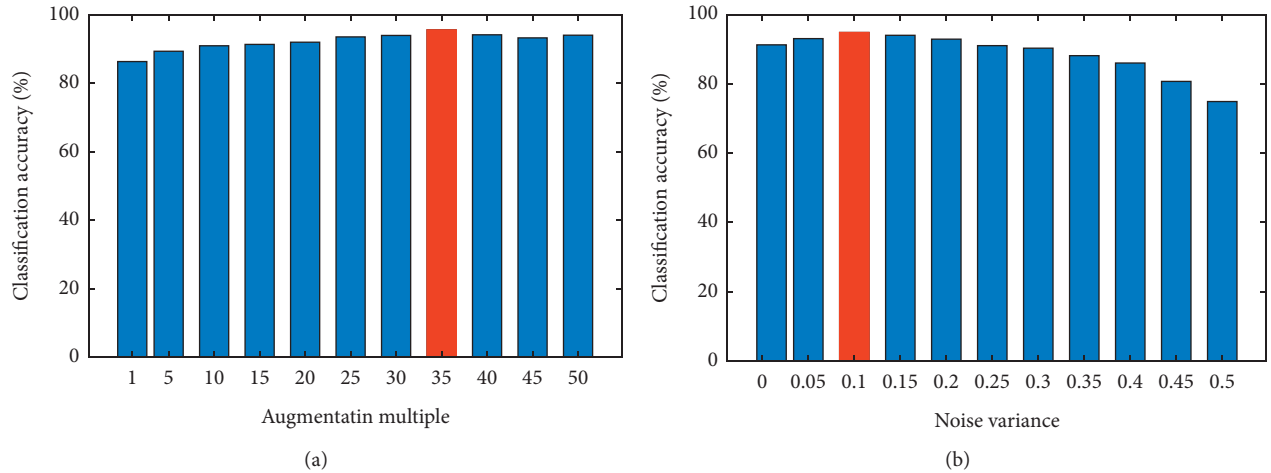 100
80
60
40
20
0
Classification accuracy (%)
1 5 10 15 20 25 30 35 40 45 50
Augmentatin multiple
(a)
100
80
60
40
20
0
Classification accuracy (%)
0 0.05 0.1 0.15 0.2 0.25 0.3 0.35 0.4 0.45 0.5
Noise variance
(b)